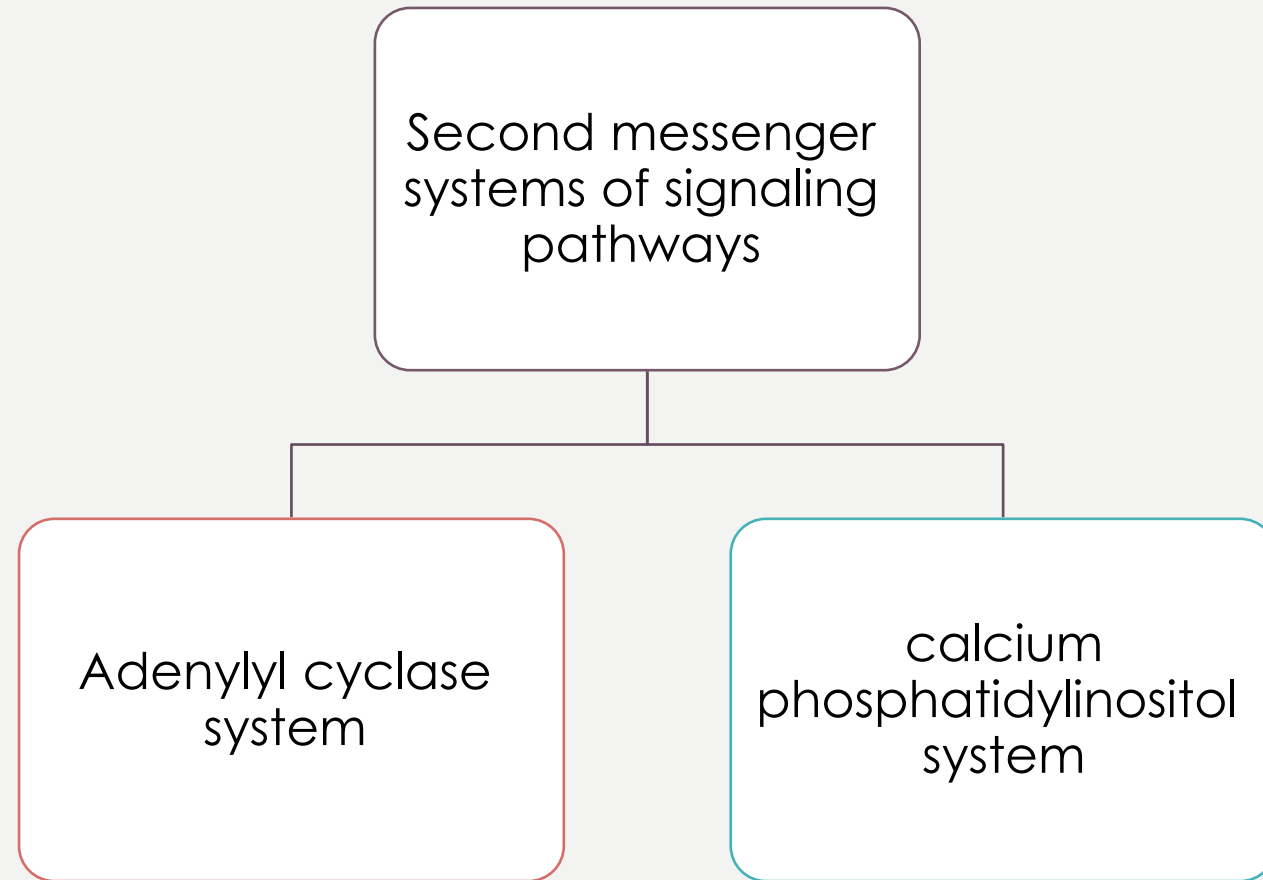 Second messenger
systems of signaling
pathways
Adenylyl cyclase
system
calcium
phosphatidylinositol
system